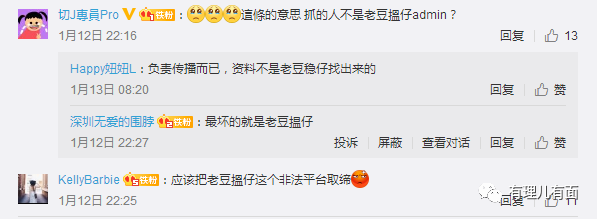 切J專員Pro 铁粉：這條的意思 抓的人不是老豆搵仔admin？
1月12日 22:16 回复 13
Happy妞妞L：负责传播而已，资料不是老豆稳仔找出来的
1月13日 08:20 回复 赞
深圳无爱的围脖 铁粉：最坏的就是老豆搵仔
1月12日 22:27 投诉 屏蔽 查看对话 回复 赞
KellyBarbie 铁粉：应该把老豆搵仔这个非法平台取缔
1月12日 22:25 回复 11
有理儿有面